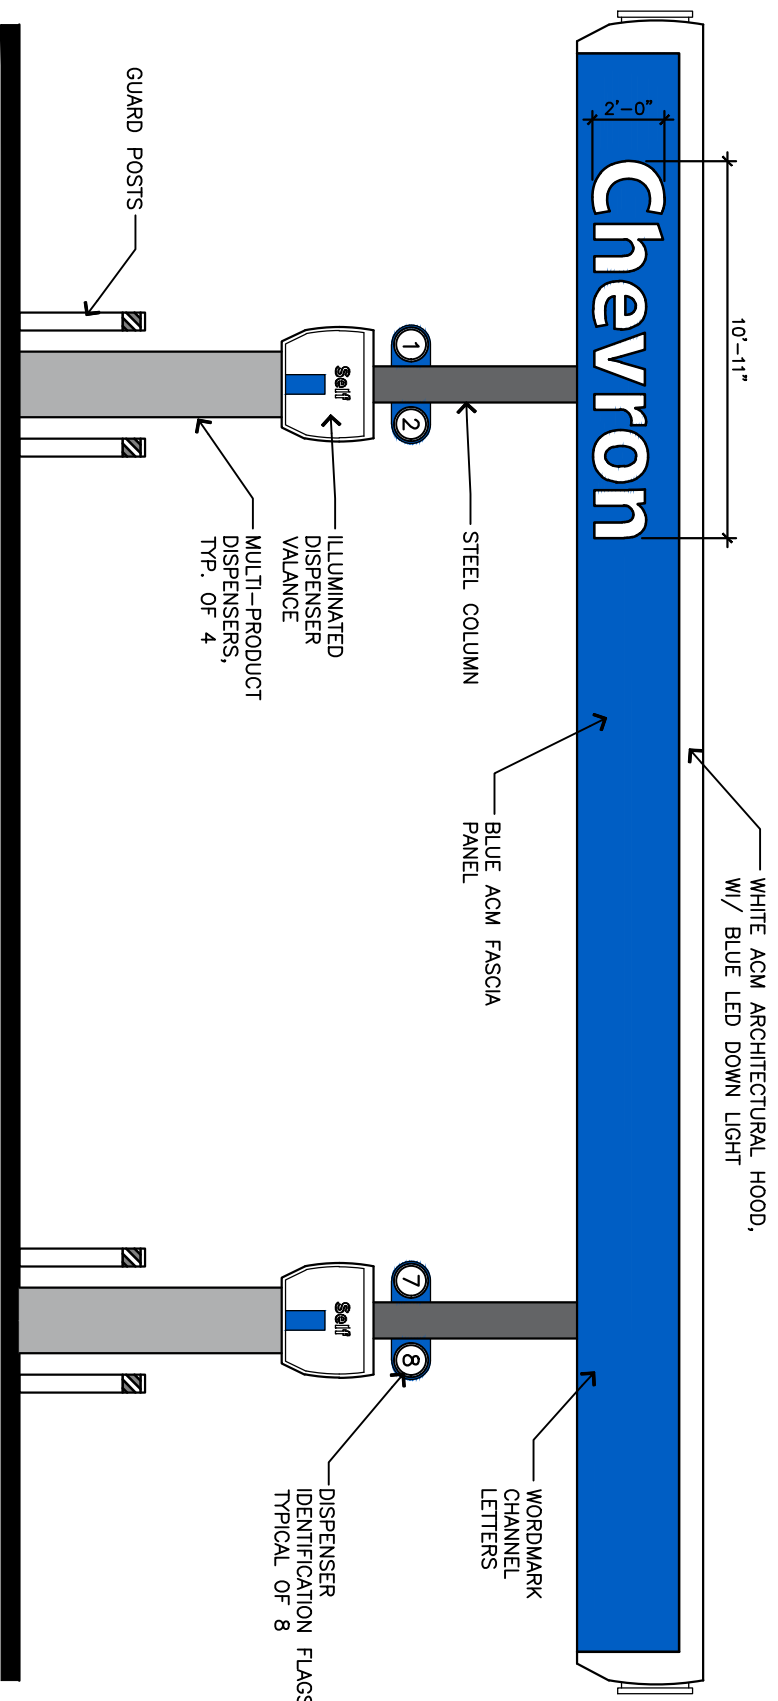 WHITE ACM ARCHITECTURAL HOOD,
W/ BLUE LED DOWN LIGHT
10'-11"
2'-0"
Chevron
BLUE ACM FASCIA
PANEL
WORDMARK
CHANNEL
LETTERS
STEEL COLUMN
1
2
7
8
Self
Self
ILLUMINATED
DISPENSER
VALANCE
DISPENSER
IDENTIFICATION FLAGS
TYPICAL OF 8
MULTI-PRODUCT
DISPENSERS,
TYP. OF 4
GUARD POSTS